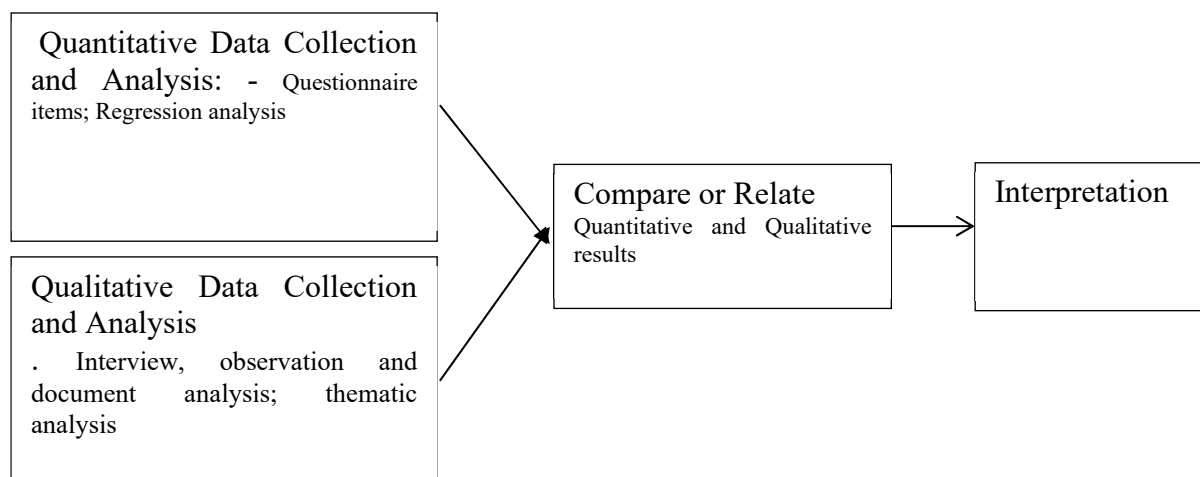 Quantitative Data Collection
and Analysis: - Questionnaire
items; Regression analysis
Qualitative Data Collection
and Analysis
. Interview, observation and
document analysis; thematic
analysis
Compare or Relate
Quantitative and Qualitative
results
Interpretation